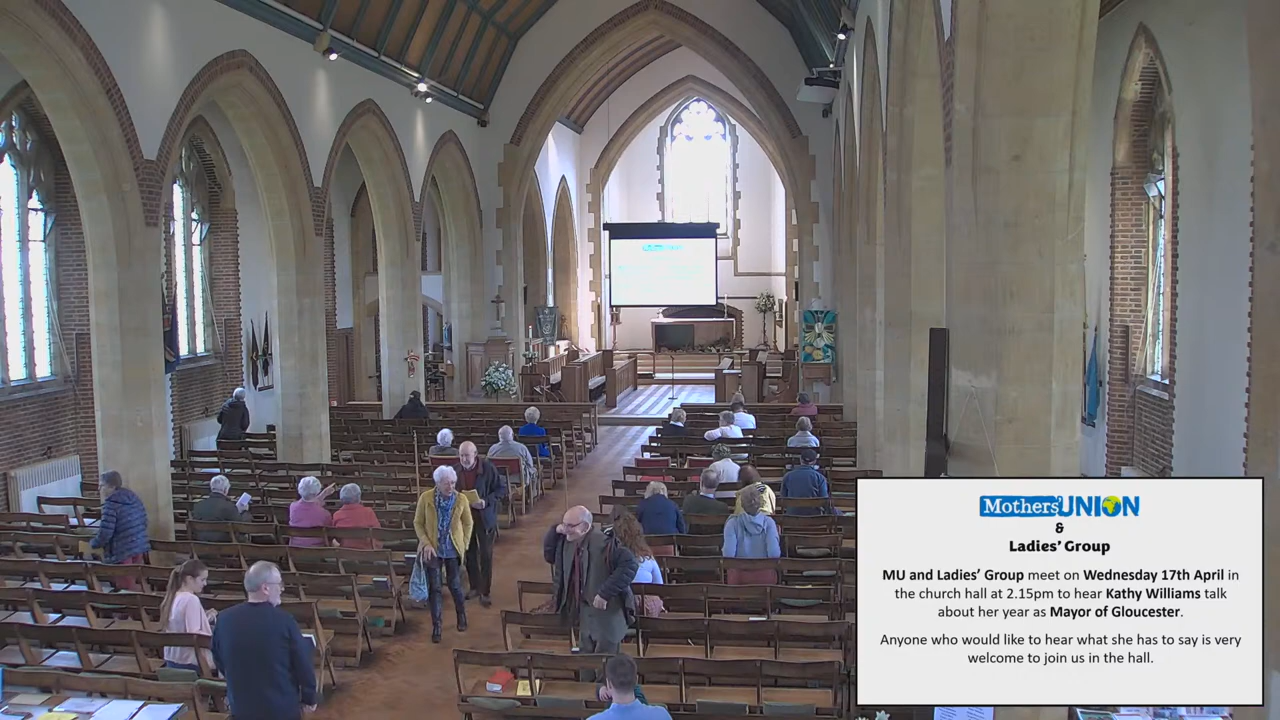 Mothers' UNION
&
Ladies' Group
MU and Ladies' Group meet on Wednesday 17th April in
the church hall at 2.15pm to hear Kathy Williams talk
about her year as Mayor of Gloucester.
Anyone who would like to hear what she has to say is very
welcome to join us in the hall.